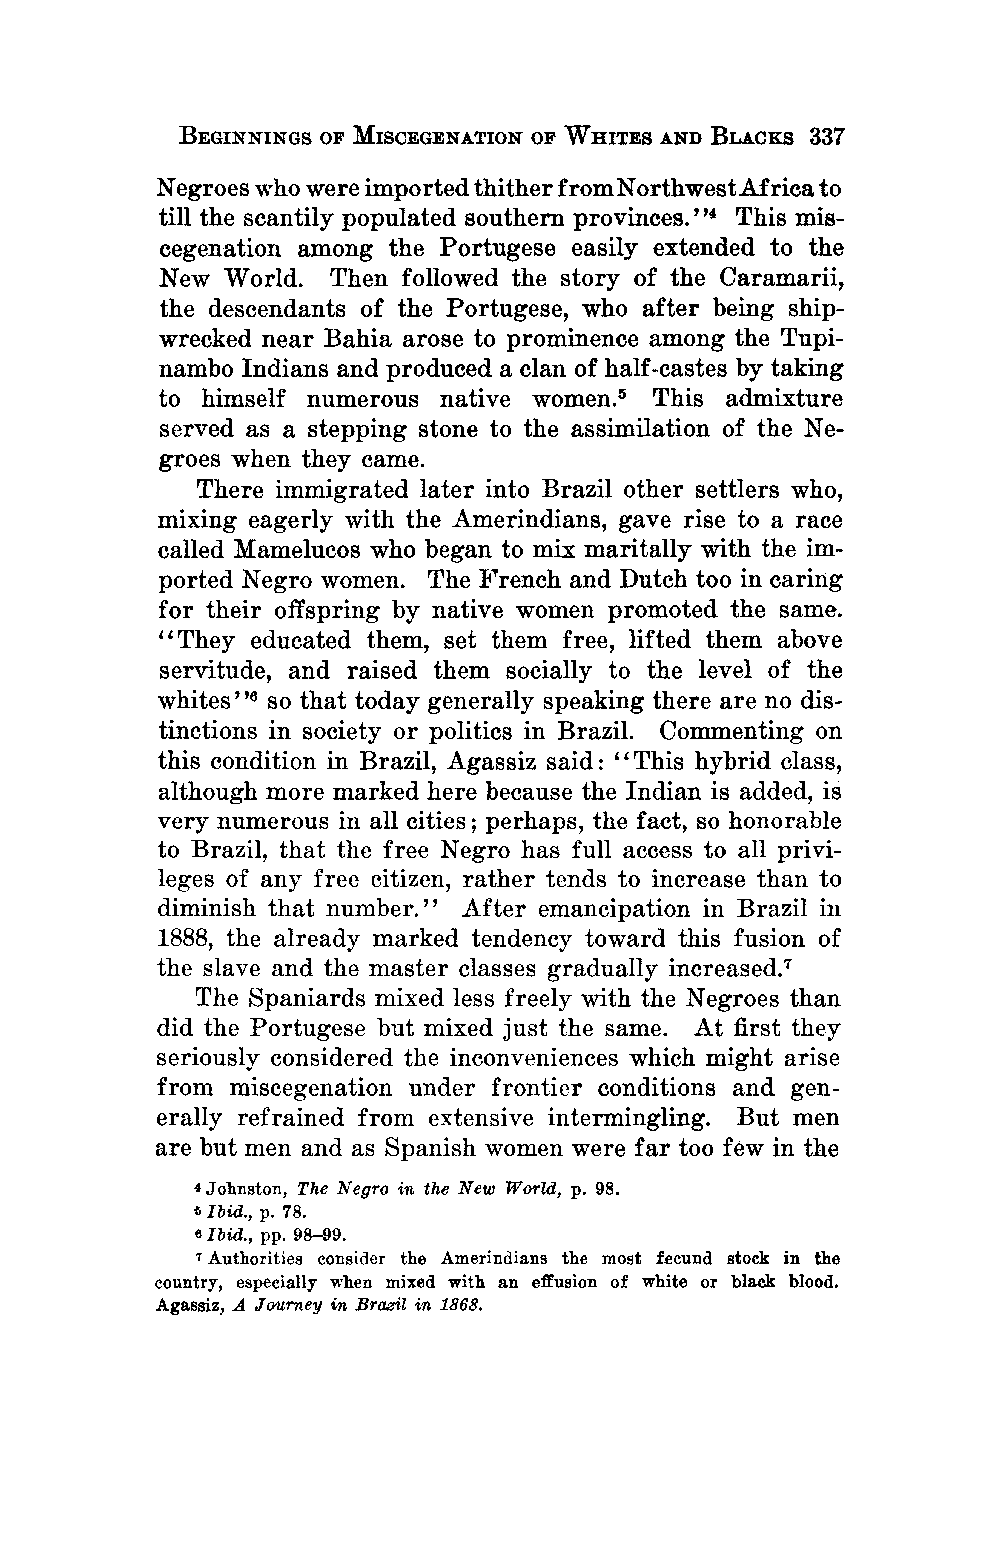 BEGINNINGS OF MISCEGENATION OF WHITES AND BLACKS 337
Negroes who were imported thither from Northwest Africa to
till the scantily populated southern provinces.''⁴ This mis-
cegenation among the Portugese easily extended to the
New World. Then followed the story of the Caramarii,
the descendants of the Portugese, who after being ship-
wrecked near Bahia arose to prominence among the Tupi-
nambo Indians and produced a clan of half-castes by taking
to himself numerous native women.⁵ This admixture
served as a stepping stone to the assimilation of the Ne-
groes when they came.
There immigrated later into Brazil other settlers who,
mixing eagerly with the Amerindians, gave rise to a race
called Mamelucos who began to mix maritally with the im-
ported Negro women. The French and Dutch too in caring
for their offspring by native women promoted the same.
''They educated them, set them free, lifted them above
servitude, and raised them socially to the level of the
whites''⁶ so that today generally speaking there are no dis-
tinctions in society or politics in Brazil. Commenting on
this condition in Brazil, Agassiz said: ''This hybrid class,
although more marked here because the Indian is added, is
very numerous in all cities; perhaps, the fact, so honorable
to Brazil, that the free Negro has full access to all privi-
leges of any free citizen, rather tends to increase than to
diminish that number.'' After emancipation in Brazil in
1888, the already marked tendency toward this fusion of
the slave and the master classes gradually increased.⁷
The Spaniards mixed less freely with the Negroes than
did the Portugese but mixed just the same. At first they
seriously considered the inconveniences which might arise
from miscegenation under frontier conditions and gen-
erally refrained from extensive intermingling. But men
are but men and as Spanish women were far too few in the
⁴ Johnston, The Negro in the New World, p. 98.
⁵ Ibid., p. 78.
⁶ Ibid., pp. 98–99.
⁷ Authorities consider the Amerindians the most fecund stock in the
country, especially when mixed with an effusion of white or black blood.
Agassiz, A Journey in Brazil in 1868.